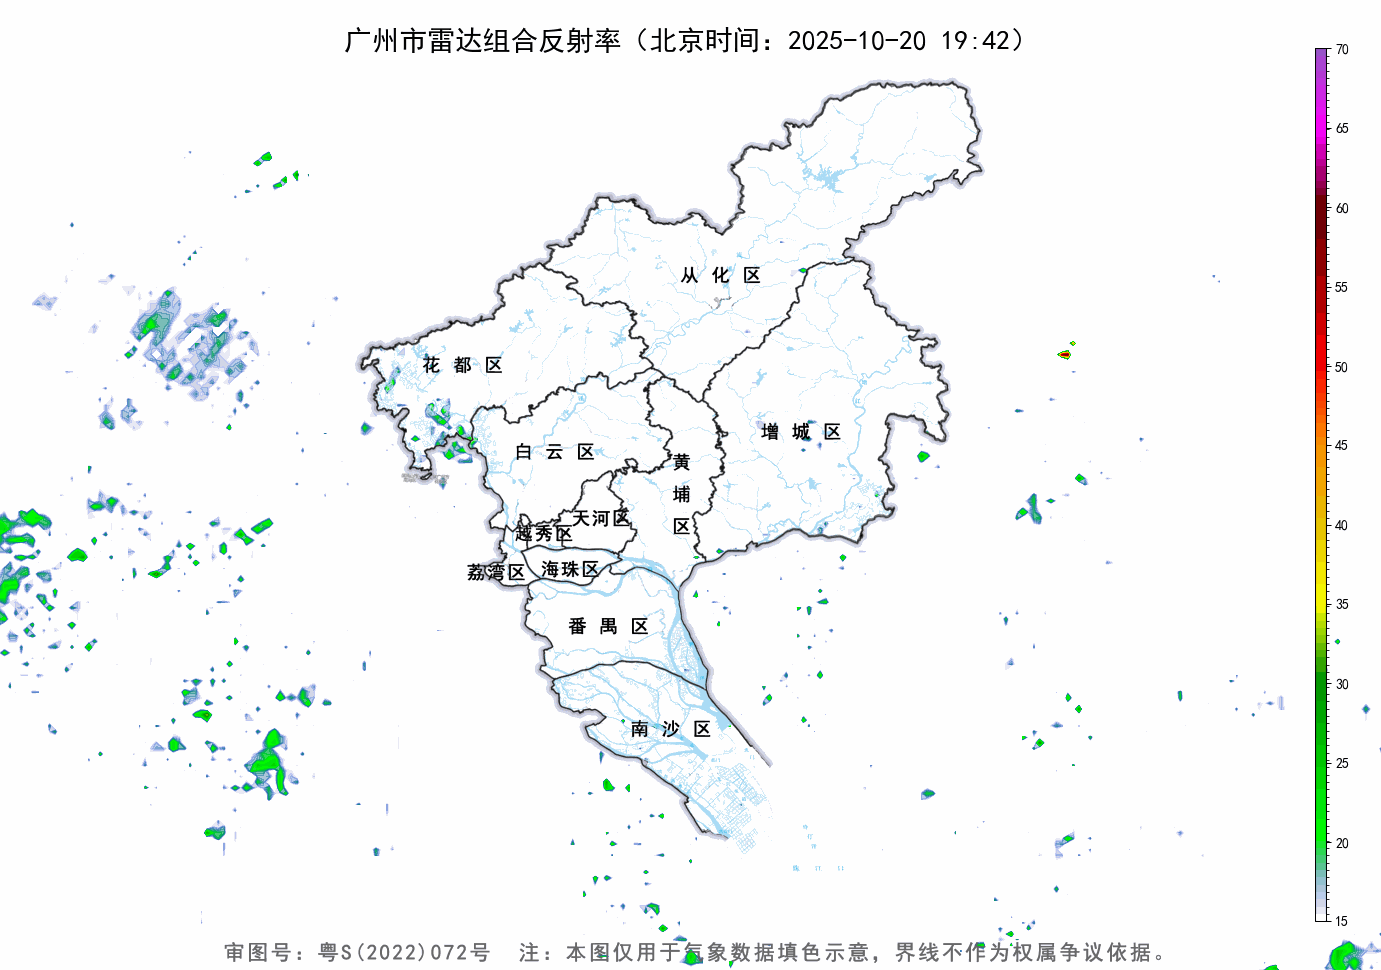 广州市雷达组合反射率（北京时间：2025-10-20 19:42）
70
65
60
55
50
45
40
35
30
25
20
15
从化区
花都区
增城区
白云区
黄埔区
天河区
越秀区
荔湾区
海珠区
番禺区
南沙区
审图号：粤S(2022)072号 注：本图仅用于气象数据填色示意，界线不作为权属争议依据。